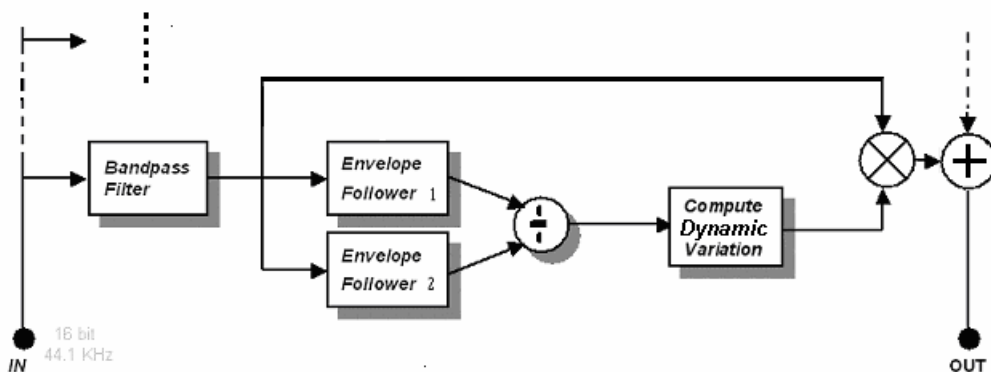 Bandpass
Filter
Envelope
Follower 1
Envelope
Follower 2
Compute
Dynamic
Variation
16 bit
44.1 KHz
IN
OUT